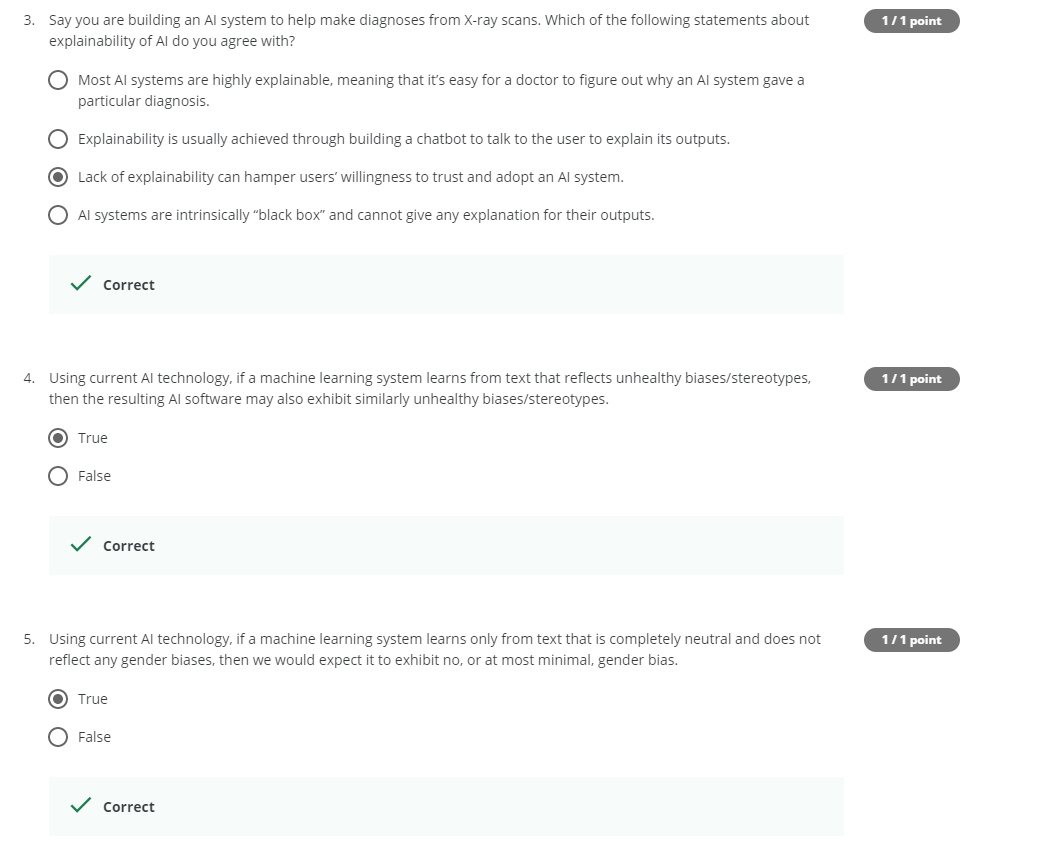 3. Say you are building an AI system to help make diagnoses from X-ray scans. Which of the following statements about
explainability of AI do you agree with?
1 / 1 point
Most AI systems are highly explainable, meaning that it’s easy for a doctor to figure out why an AI system gave a
particular diagnosis.
Explainability is usually achieved through building a chatbot to talk to the user to explain its outputs.
Lack of explainability can hamper users’ willingness to trust and adopt an AI system.
AI systems are intrinsically “black box” and cannot give any explanation for their outputs.
Correct
4. Using current AI technology, if a machine learning system learns from text that reflects unhealthy biases/stereotypes,
then the resulting AI software may also exhibit similarly unhealthy biases/stereotypes.
1 / 1 point
True
False
Correct
5. Using current AI technology, if a machine learning system learns only from text that is completely neutral and does not
reflect any gender biases, then we would expect it to exhibit no, or at most minimal, gender bias.
1 / 1 point
True
False
Correct